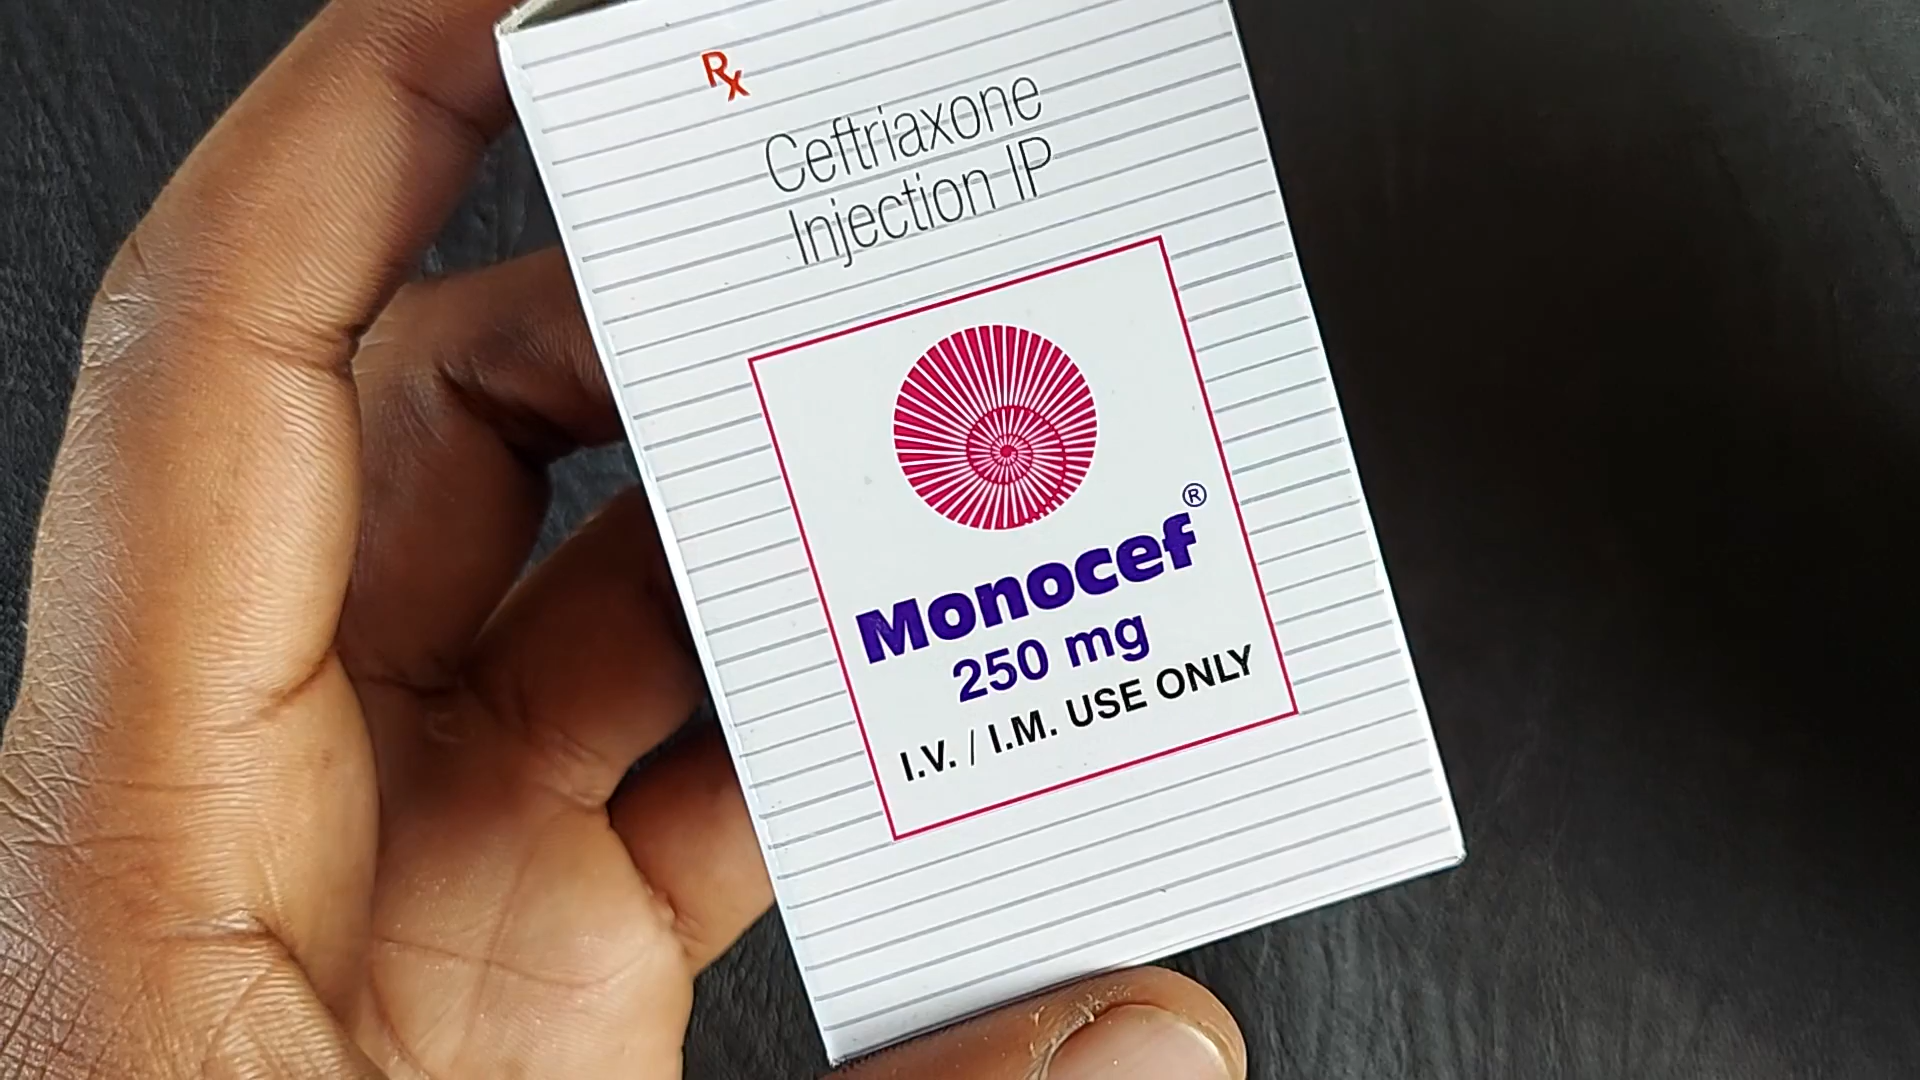 Rx
Ceftriaxone
Injection IP
Monocef®
250 mg
I.V. / I.M. USE ONLY